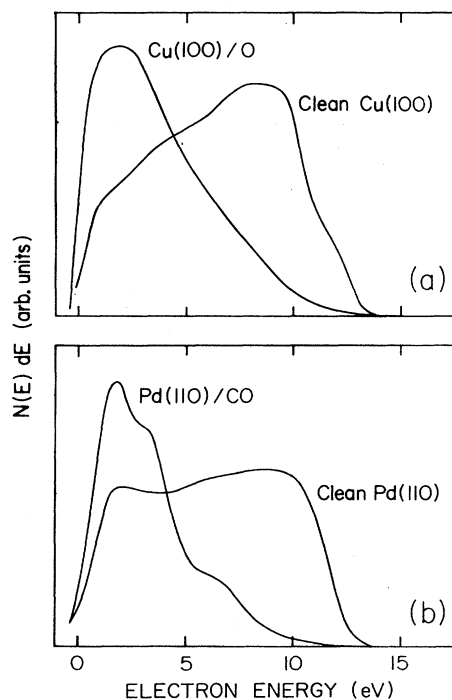 Cu(100)/O
Clean Cu(100)
(a)
N(E) dE (arb. units)
Pd(110)/CO
Clean Pd(110)
(b)
0 5 10 15
ELECTRON ENERGY (eV)